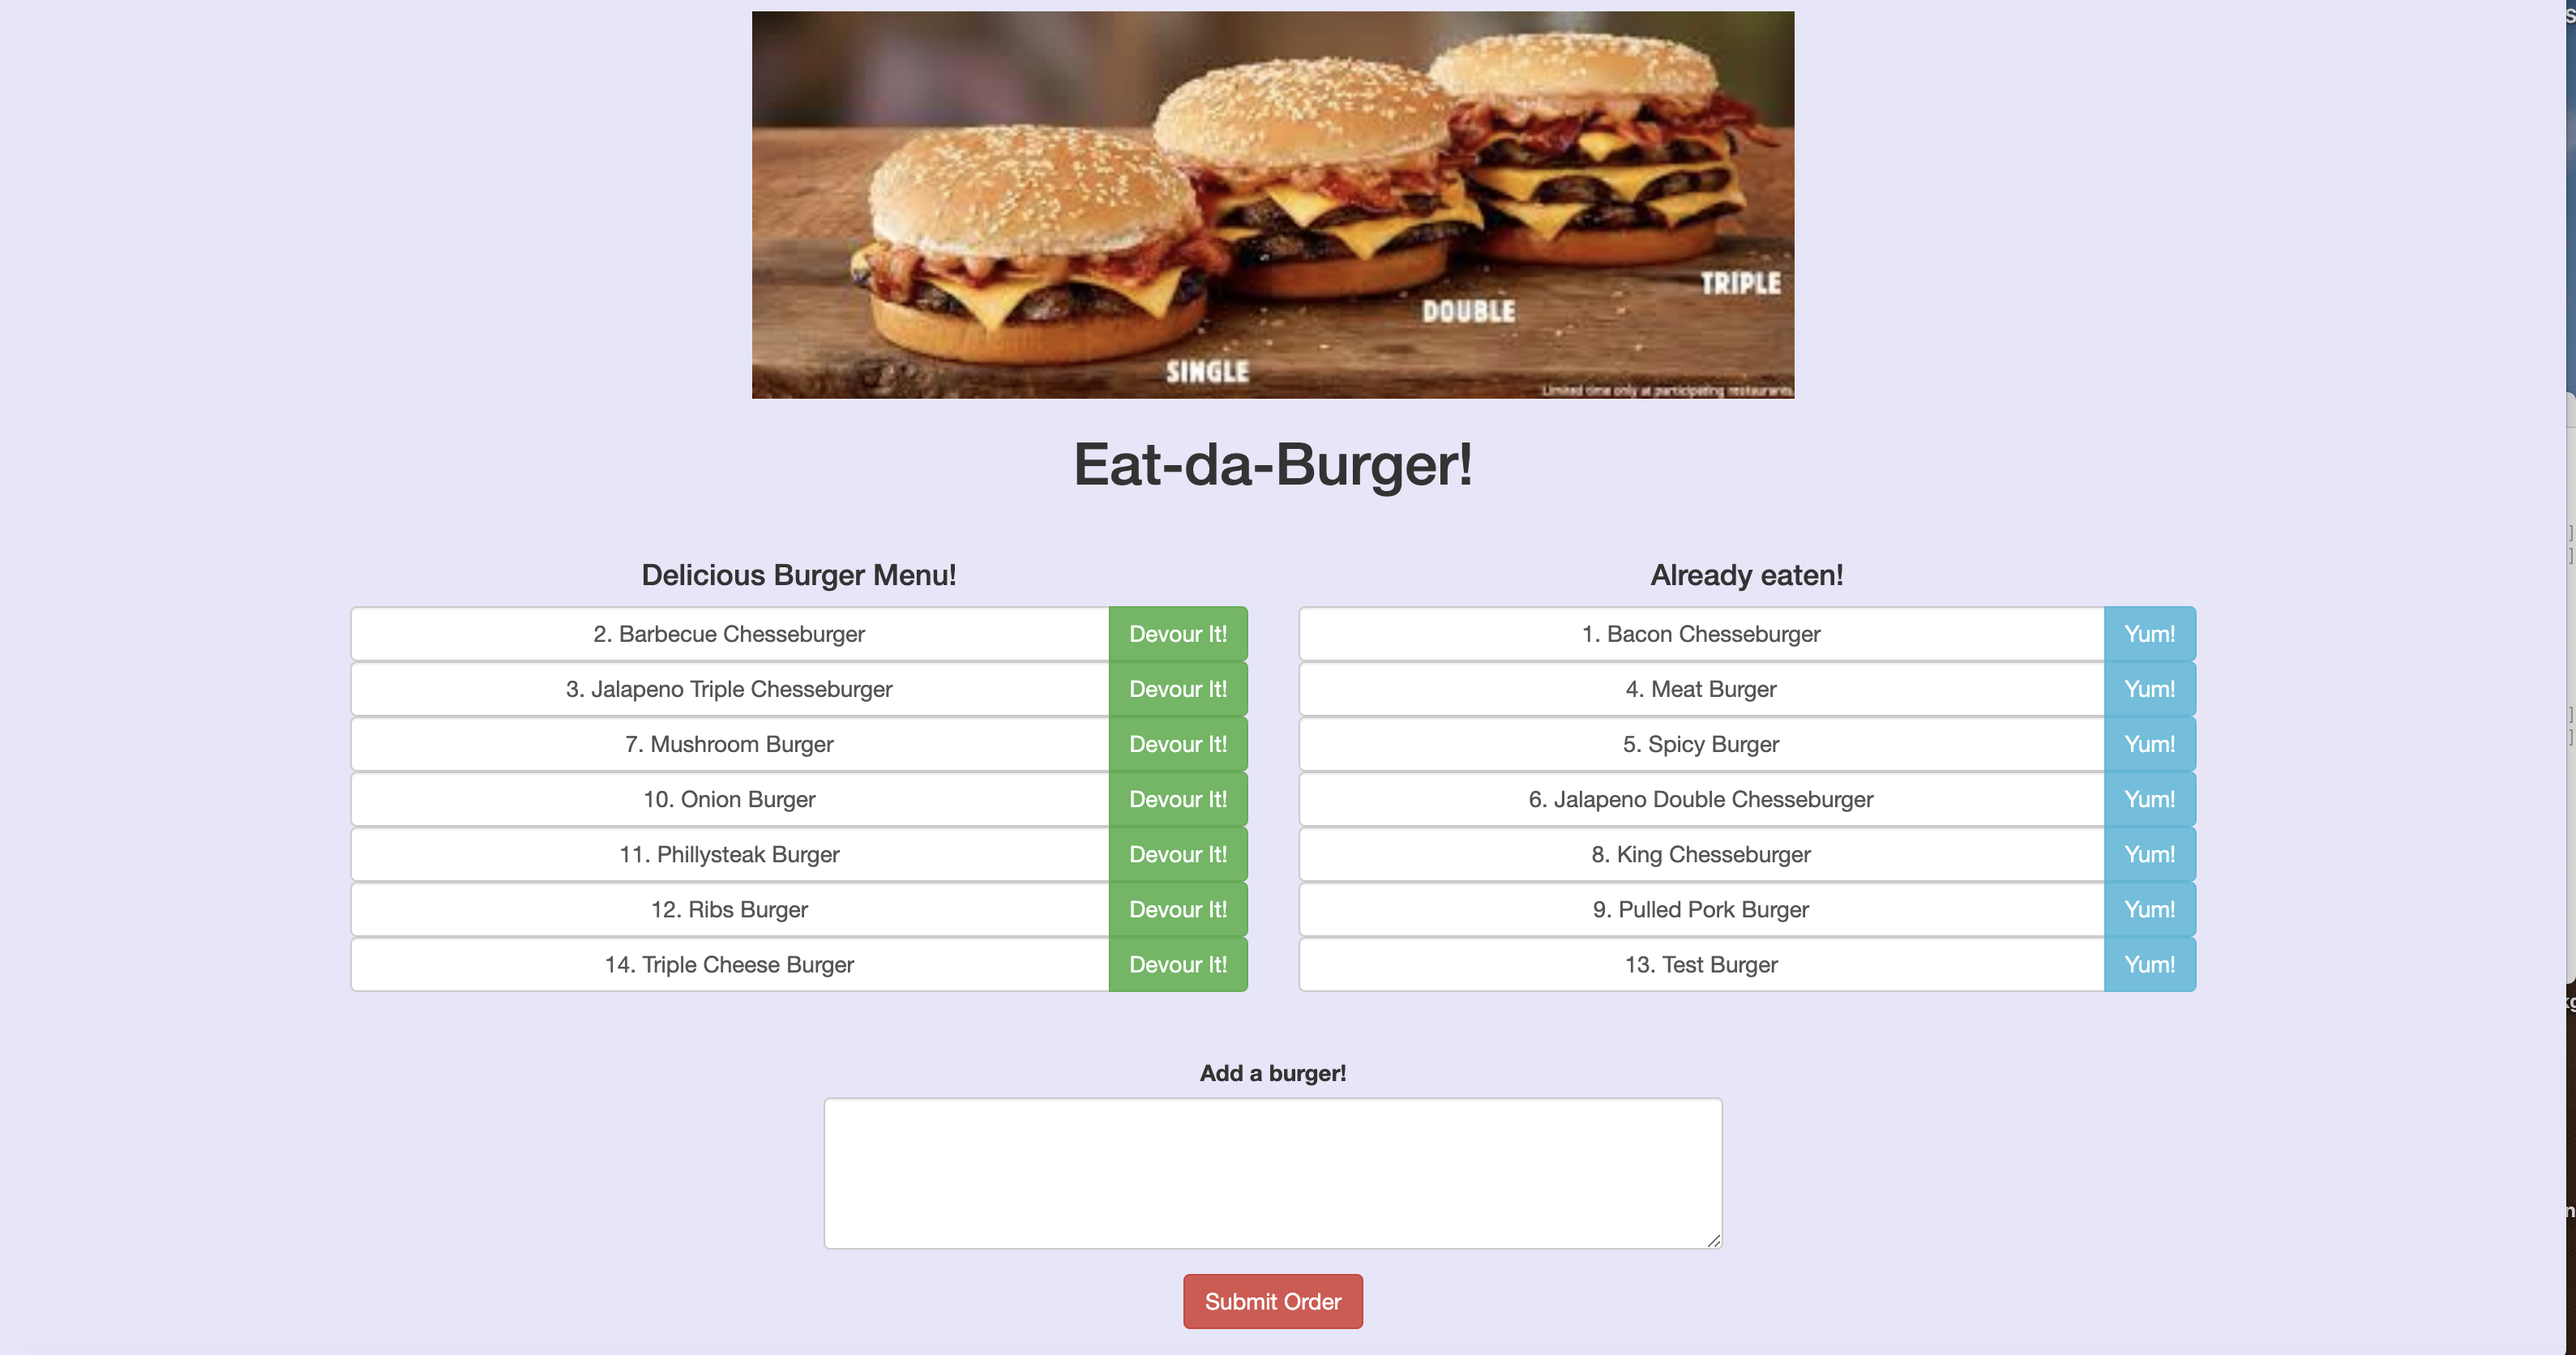 TRIPLE
DOUBLE
SINGLE
Limited time only at participating restaurants
Eat-da-Burger!
Delicious Burger Menu!
2. Barbecue Chesseburger Devour It!
3. Jalapeno Triple Chesseburger Devour It!
7. Mushroom Burger Devour It!
10. Onion Burger Devour It!
11. Phillysteak Burger Devour It!
12. Ribs Burger Devour It!
14. Triple Cheese Burger Devour It!
Already eaten!
1. Bacon Chesseburger Yum!
4. Meat Burger Yum!
5. Spicy Burger Yum!
6. Jalapeno Double Chesseburger Yum!
8. King Chesseburger Yum!
9. Pulled Pork Burger Yum!
13. Test Burger Yum!
Add a burger!
Submit Order